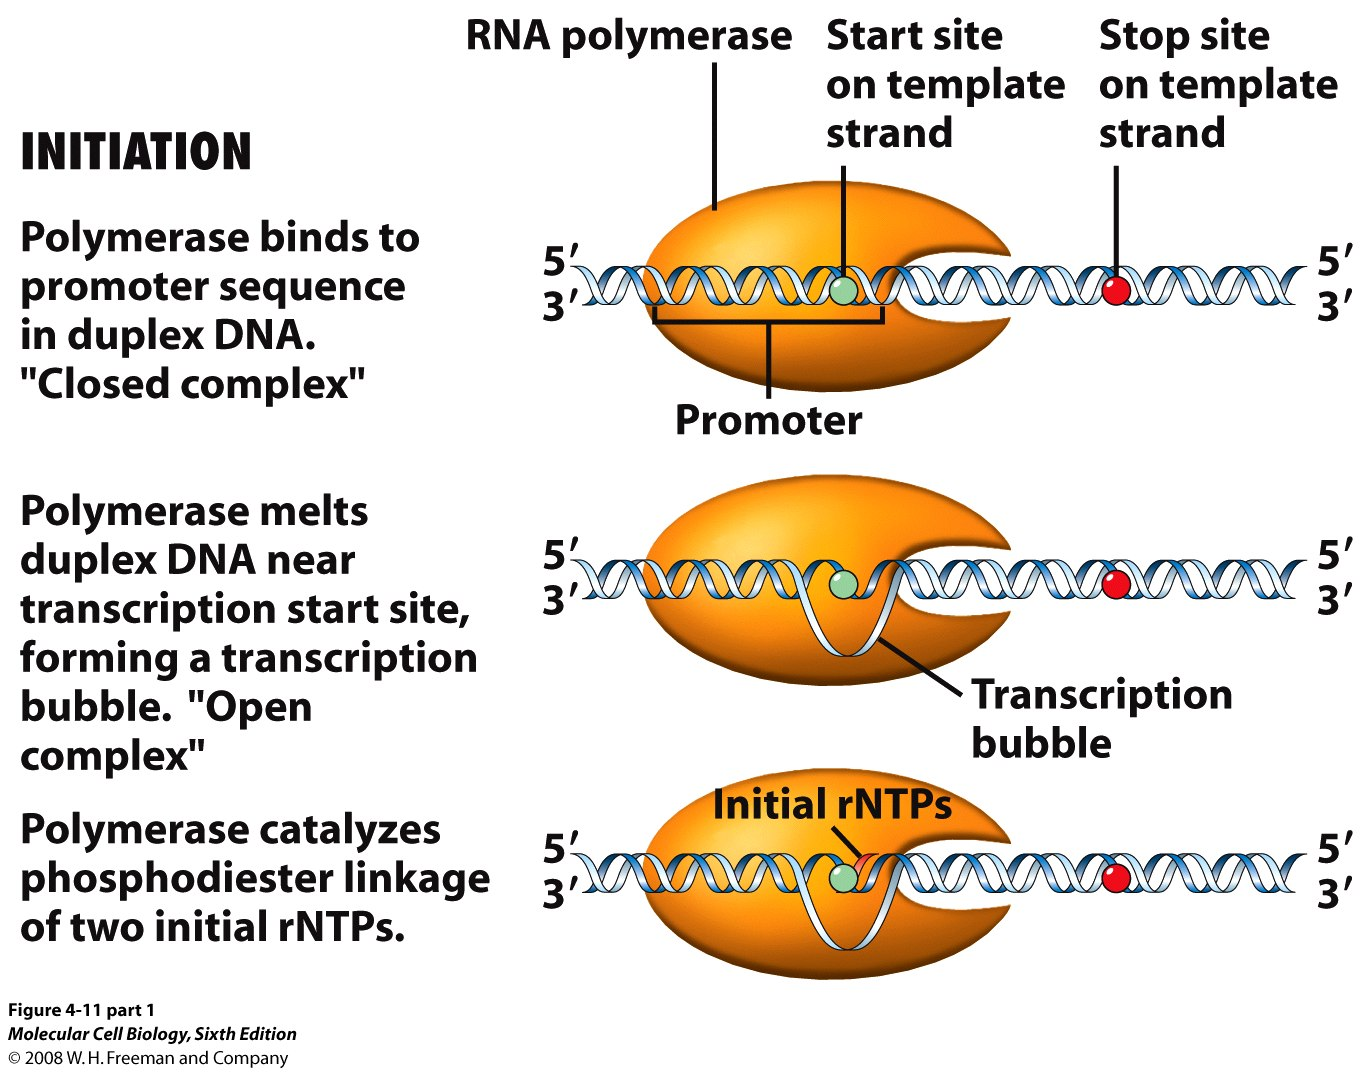 RNA polymerase
Start site
on template
strand
Stop site
on template
strand
INITIATION
Polymerase binds to
promoter sequence
in duplex DNA.
"Closed complex"
5′
3′
5′
3′
Promoter
Polymerase melts
duplex DNA near
transcription start site,
forming a transcription
bubble. "Open
complex"
5′
3′
5′
3′
Transcription
bubble
Polymerase catalyzes
phosphodiester linkage
of two initial rNTPs.
Initial rNTPs
5′
3′
5′
3′
Figure 4-11 part 1
Molecular Cell Biology, Sixth Edition
© 2008 W. H. Freeman and Company